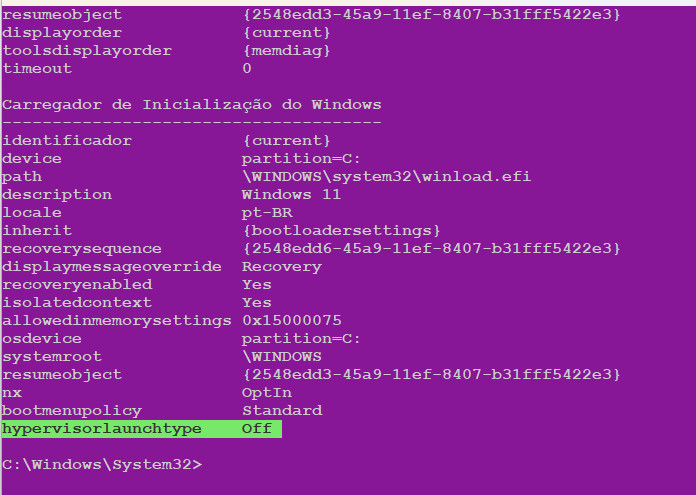 resumeobject            {2548edd3-45a9-11ef-8407-b31fff5422e3}
displayorder            {current}
toolsdisplayorder       {memdiag}
timeout                 0
Carregador de Inicialização do Windows
--------------------------------------
identificador           {current}
device                  partition=C:
path                    \WINDOWS\system32\winload.efi
description             Windows 11
locale                  pt-BR
inherit                 {bootloadersettings}
recoverysequence        {2548edd6-45a9-11ef-8407-b31fff5422e3}
displaymessageoverride  Recovery
recoveryenabled         Yes
isolatedcontext         Yes
allowedinmemorysettings 0x15000075
osdevice                partition=C:
systemroot              \WINDOWS
resumeobject            {2548edd3-45a9-11ef-8407-b31fff5422e3}
nx                      OptIn
bootmenupolicy          Standard
hypervisorlaunchtype    Off
C:\Windows\System32>